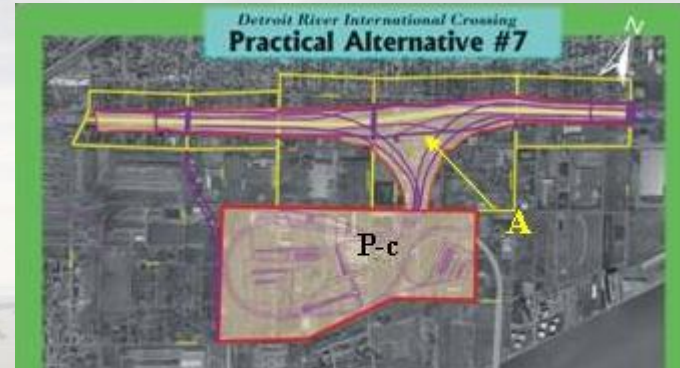 Detroit River International Crossing
Practical Alternative #7
N
A
P-c